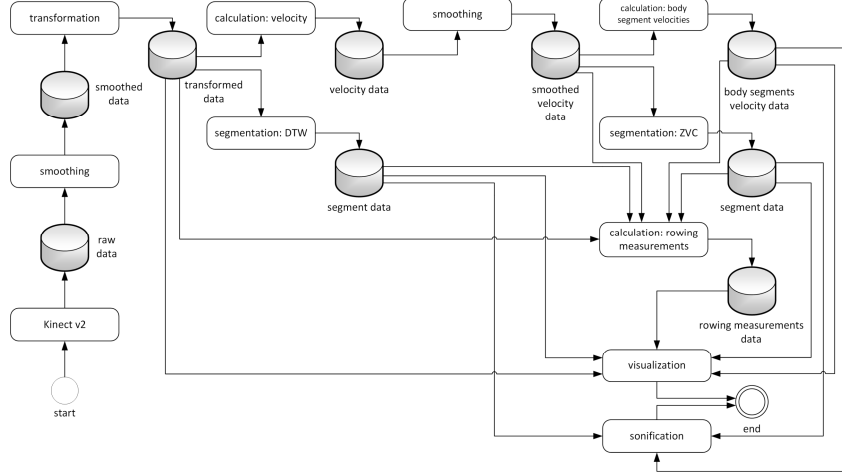 transformation
calculation: velocity
smoothing
calculation: body
segment velocities
smoothed
data
transformed
data
velocity data
smoothed
velocity
data
body segments
velocity data
segmentation: DTW
segmentation: ZVC
smoothing
segment data
segment data
raw
data
calculation: rowing
measurements
Kinect v2
rowing measurements
data
visualization
start
end
sonification